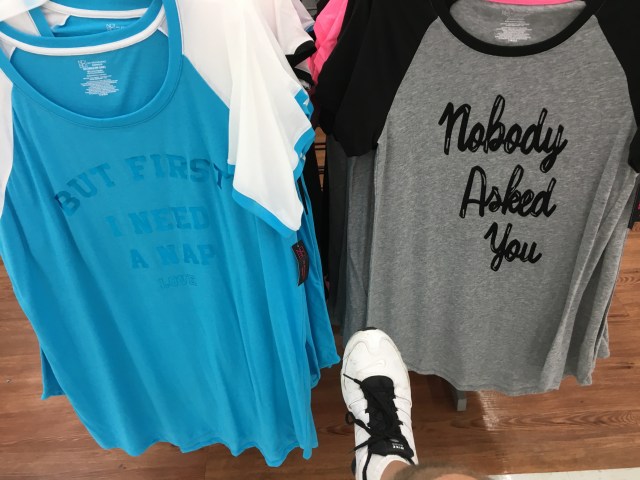 BUT FIRST
I NEED
A NAP
Nobody
Asked
You